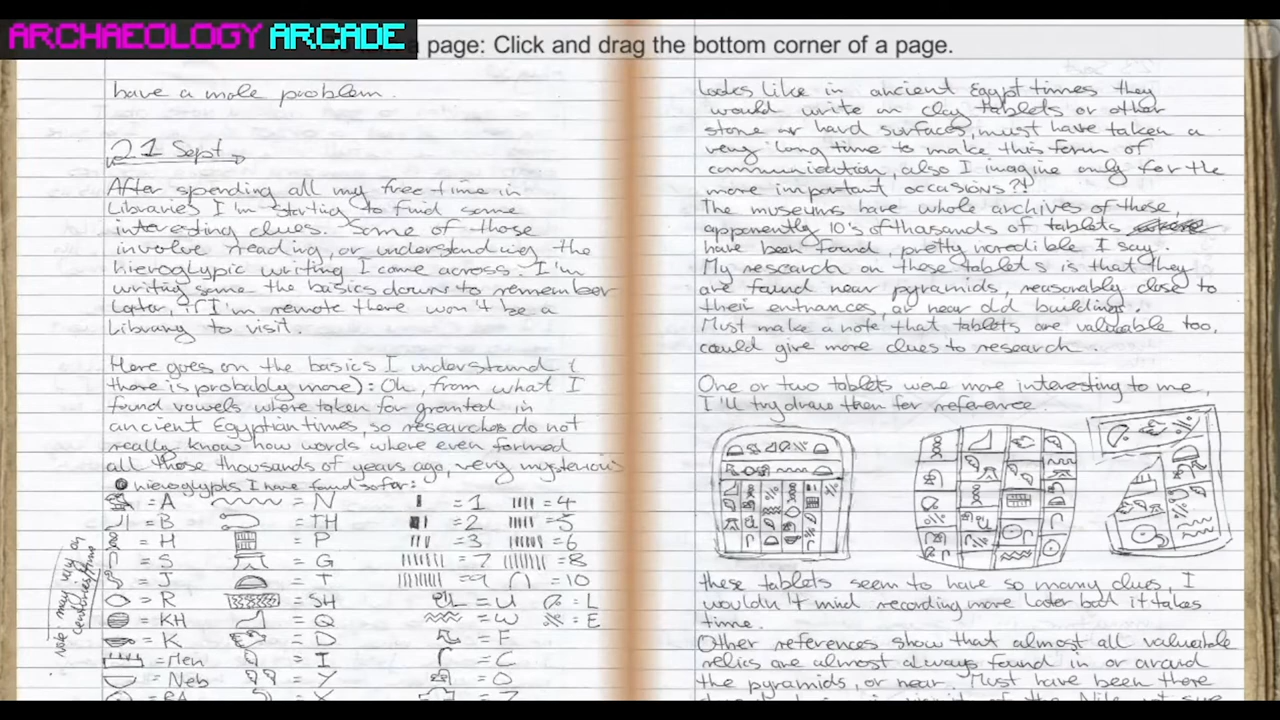 ARCHAEOLOGY ARCADE
a page: Click and drag the bottom corner of a page.
have a mole problem.
21 Sept
After spending all my free time in
Libraries I'm starting to find some
interesting clues. Some of those
involve reading, or understanding the
hieroglypic writing I come across. I'm
writing some the basics down to remember
Later, if I'm remote there won't be a
Library to visit.
Here goes on the basics I understand (
there is probably more): Oh, from what I
found vowels where taken for granted in
ancient Egyptian times, so researches do not
really know how words where even formed
all those thousands of years ago, very mysterious
hieroglyphs I have found so far:
= A = N = 1 = 4
= B = TH = 2 = 5
= H = P = 3 = 6
= S = G = 7 = 8
= J = T = 9 = 10
= R = SH = U = L
= KH = Q = W = E
= K = D = F
= Men = I = C
= Neb = Y = O
= BA = X = Z
Note may vary on
centuries/time
looks like in ancient Egypt times they
would write on clay tablets or other
stone or hard surfaces, must have taken a
very long time to make this form of
communication, also I imagine only for the
more important occasions?!
The museums have whole archives of these,
apparently 10's of thasands of tablets
have been found, pretty incredible I say.
My research on these tablets is that they
are found near pyramids, reasonably close to
their entrances, or near old buildings.
Must make a note that tablets are valuable too,
could give more clues to research.
One or two tablets were more interesting to me,
I'll try draw them for reference.
these tablets seem to have so many clues, I
wouldn't mind recording more later but it takes
time.
Other references show that almost all valuable
relics are almost always found in or around
the pyramids, or near. Must have been there